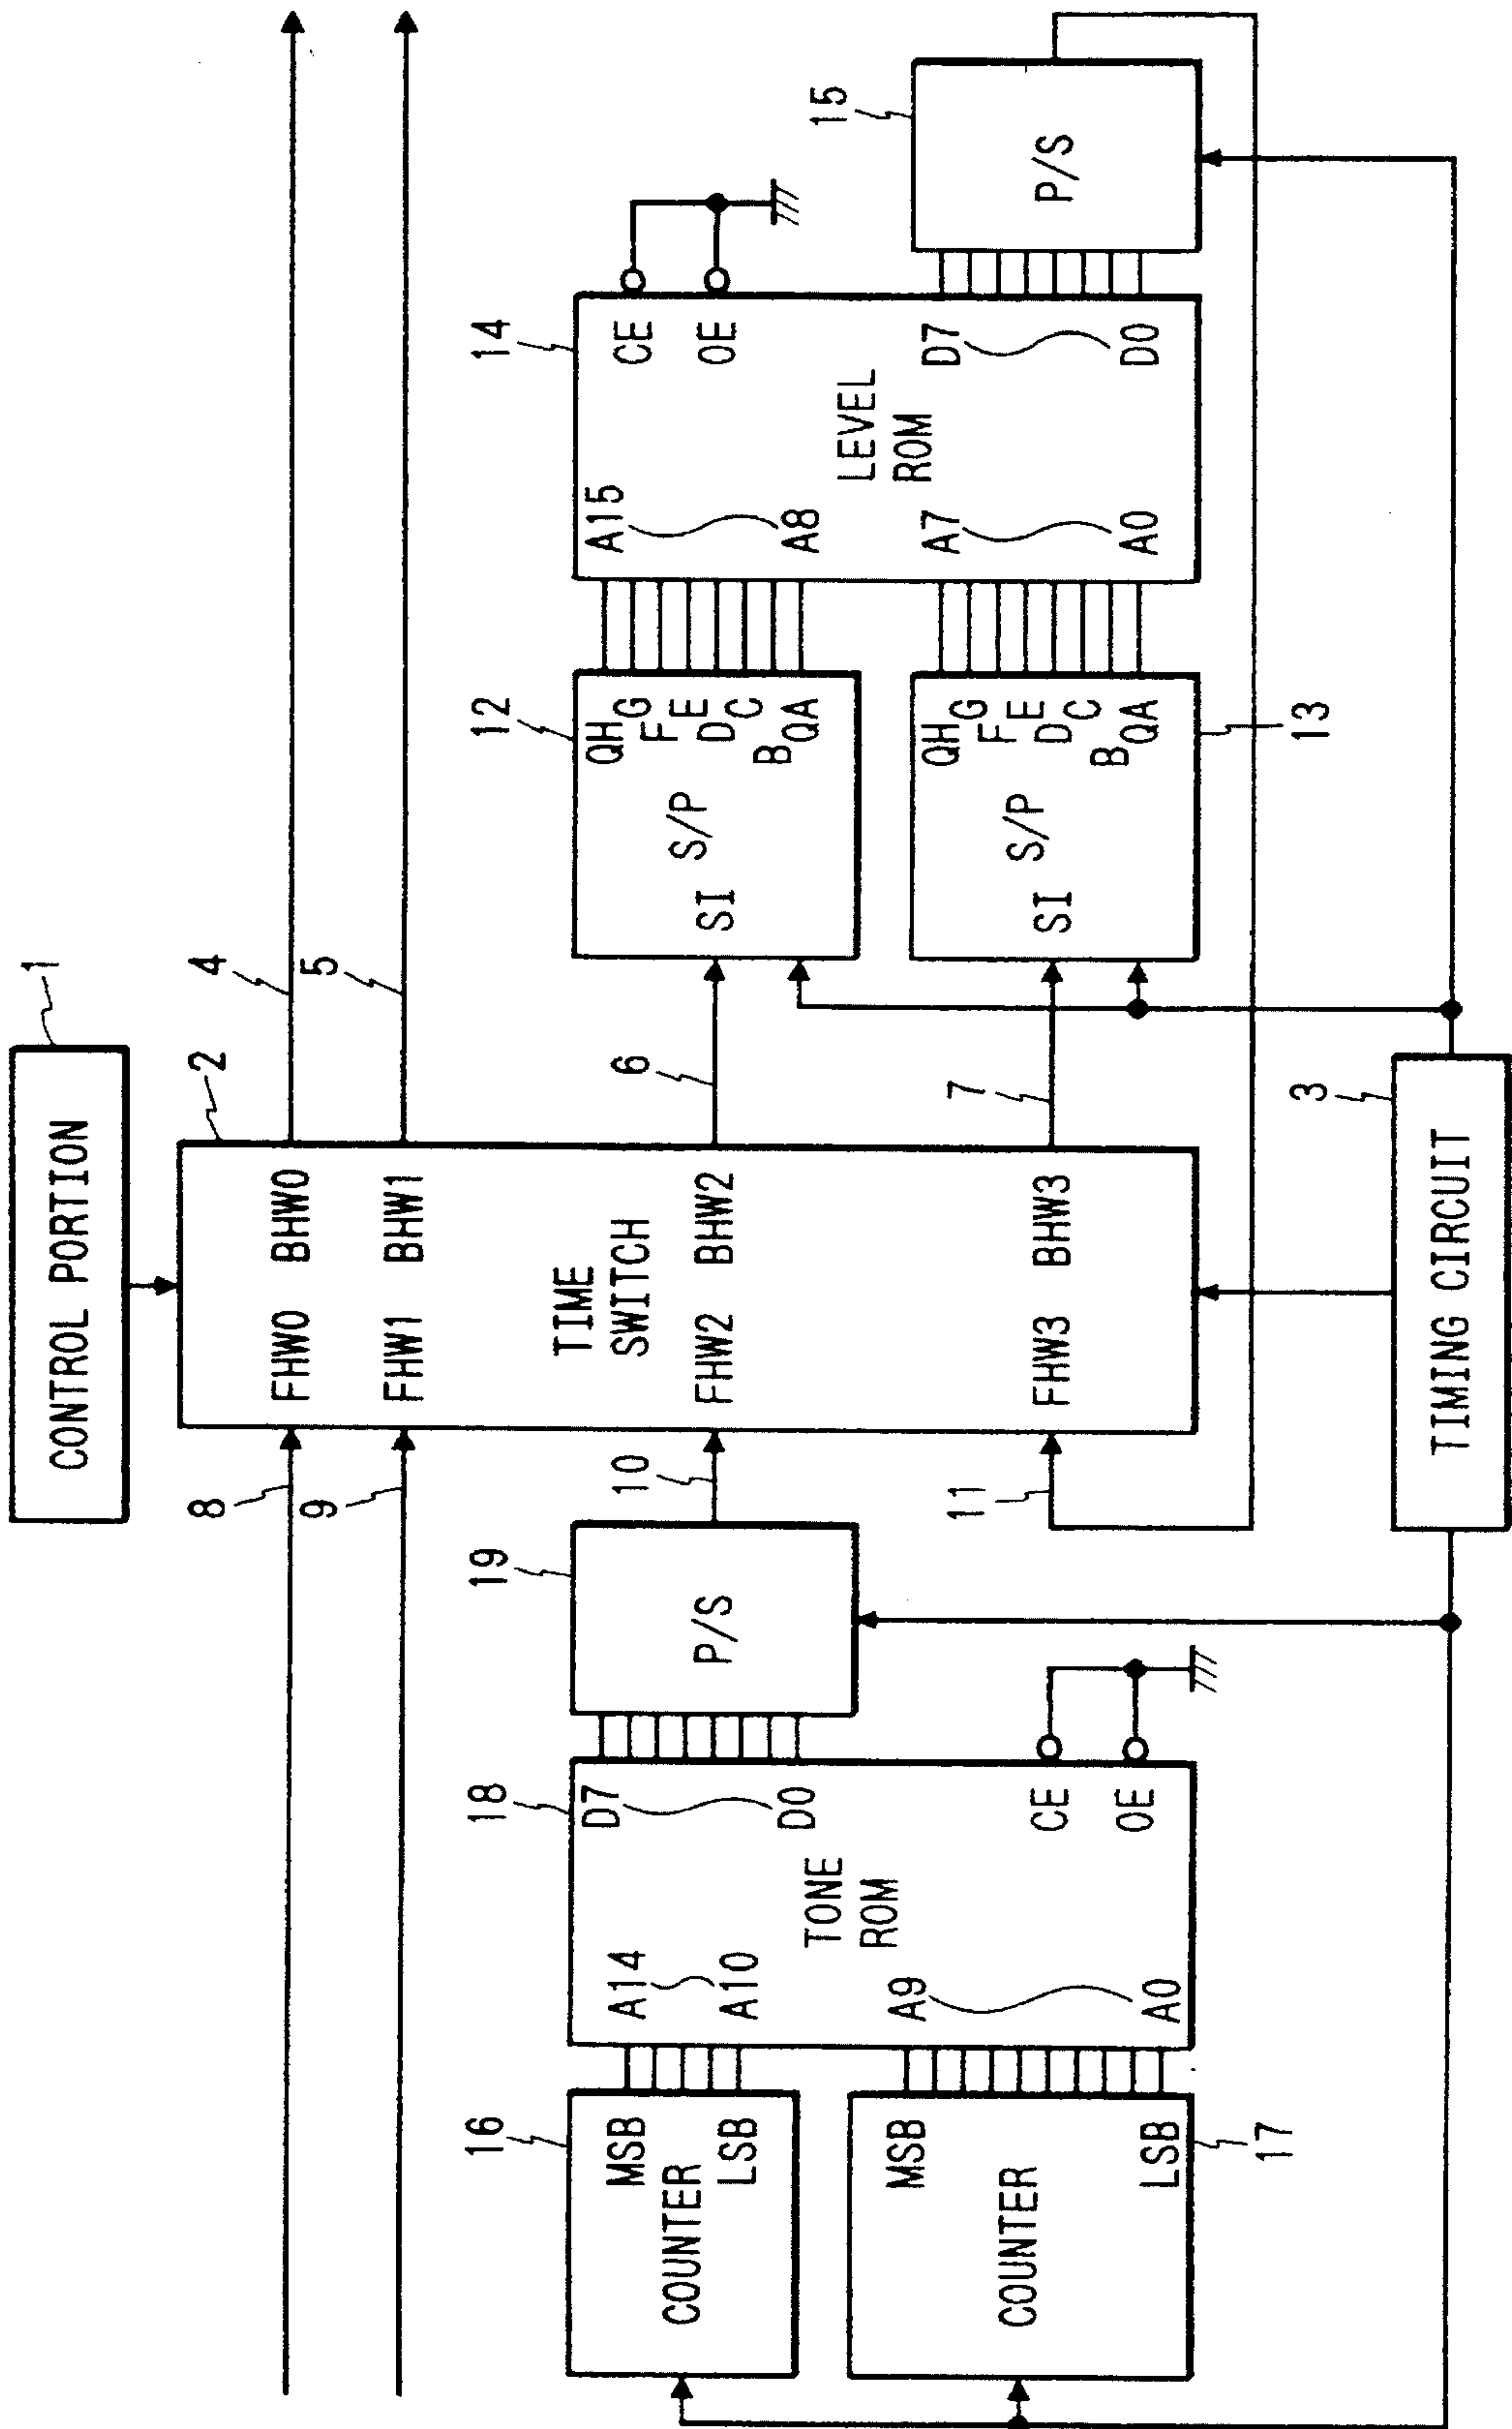 1
CONTROL PORTION
2
4
5
8
9
FHW0 BHW0
FHW1 BHW1
TIME
SWITCH
FHW2 BHW2
FHW3 BHW3
6
7
10
11
3
TIMING CIRCUIT
16
MSB
COUNTER
LSB
MSB
COUNTER
LSB
17
18
A14
A10
A9
A0
TONE
ROM
D7
D0
CE
OE
19
P/S
12
SI
S/P
QH
G
F
E
D
C
B
QA
13
SI
S/P
QH
G
F
E
D
C
B
QA
14
A15
A8
A7
A0
LEVEL
ROM
CE
OE
D7
D0
15
P/S